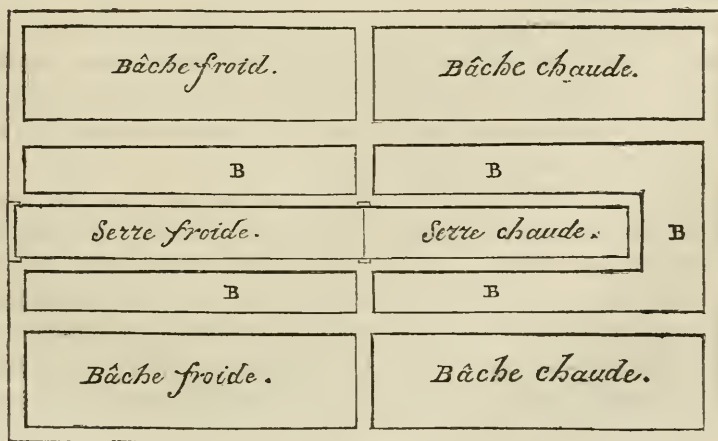 Bâche froid. Bâche chaude.
B B
Serre froide. Serre chaude. B
B B
Bâche froide. Bâche chaude.